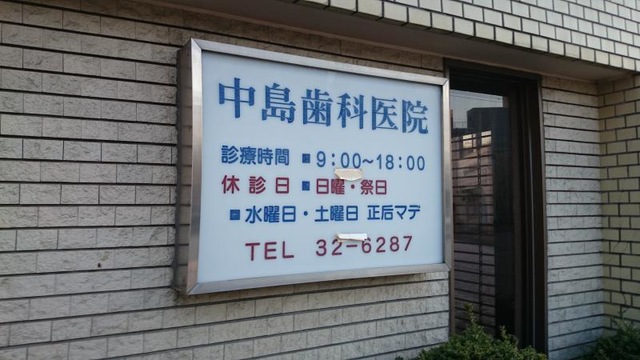 中島歯科医院
診療時間 ■ 9:00～18:00
休診日 ■ 日曜・祭日
■ 水曜日・土曜日 正后マデ
TEL 32-6287